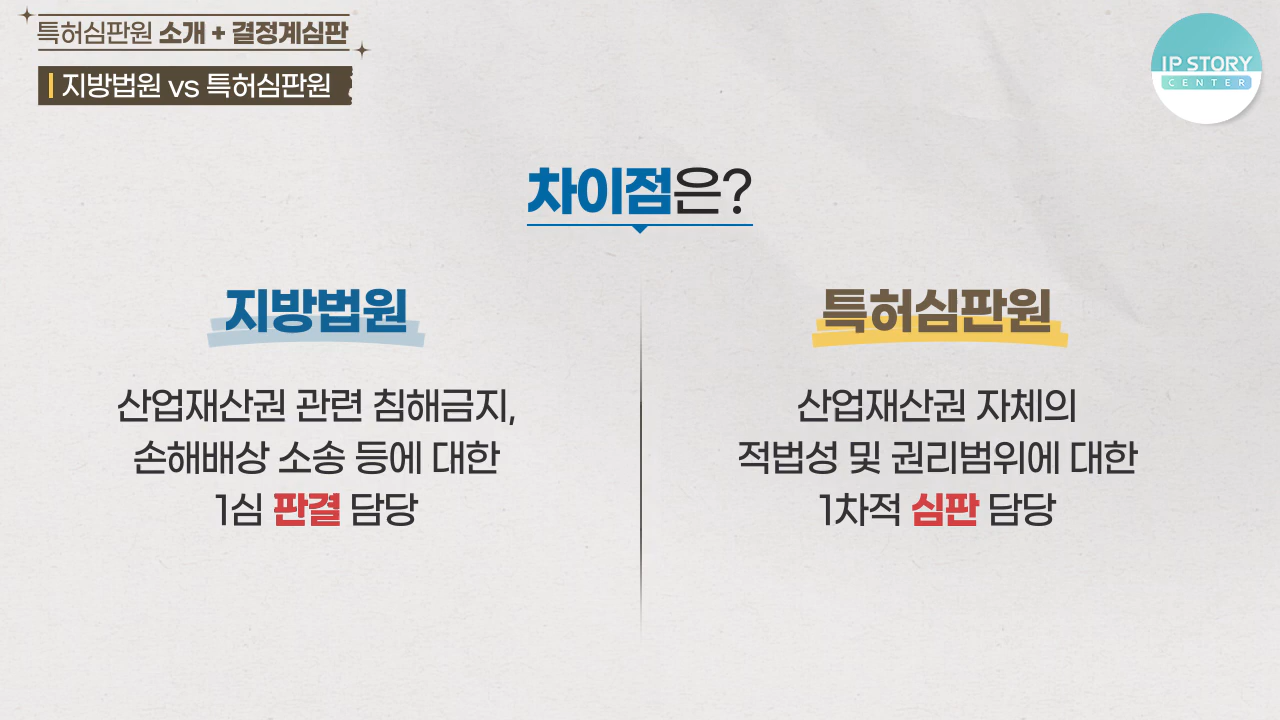 특허심판원 소개 + 결정계심판
지방법원 vs 특허심판원
IP STORY
CENTER
차이점은?
지방법원
산업재산권 관련 침해금지,
손해배상 소송 등에 대한
1심 판결 담당
특허심판원
산업재산권 자체의
적법성 및 권리범위에 대한
1차적 심판 담당